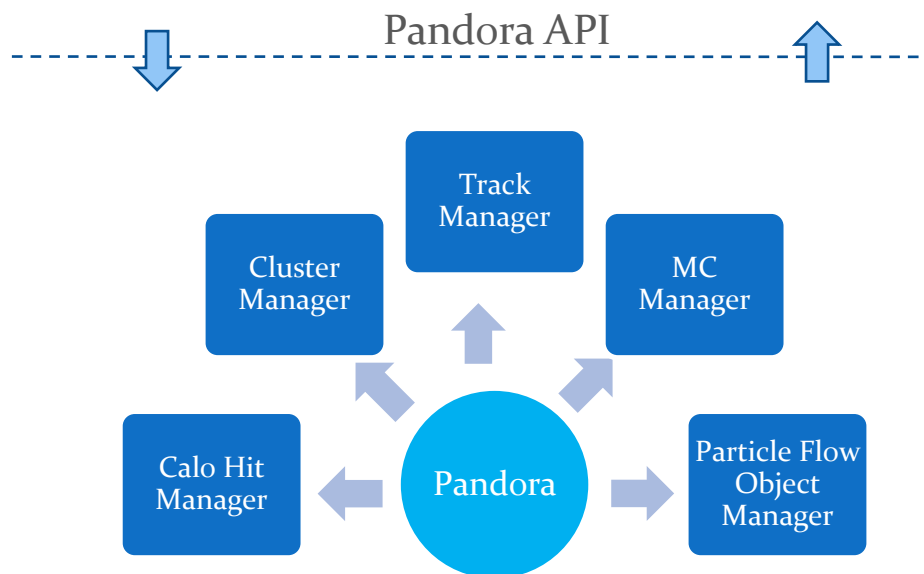 Pandora API
Track
Manager
Cluster
Manager
MC
Manager
Calo Hit
Manager
Pandora
Particle Flow
Object
Manager